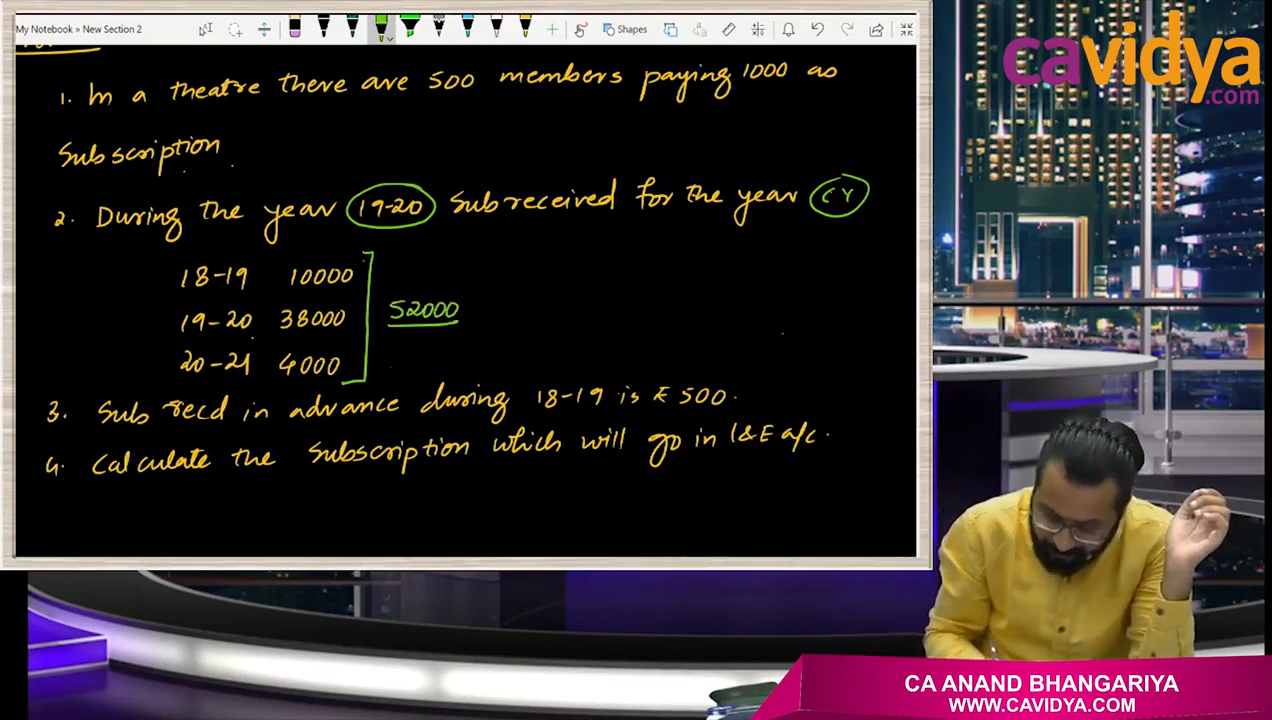 My Notebook » New Section 2
Shapes
New
cavidya
.com
1. In a theatre there are 500 members paying 1000 as
Subscription
2. During the year 19-20 Sub received for the year CY
18-19 10000
19-20 38000
52000
20-21 4000
3. Sub recd in advance during 18-19 is ₹ 500.
4. Calculate the Subscription which will go in I&E a/c.
CA ANAND BHANGARIYA
WWW.CAVIDYA.COM